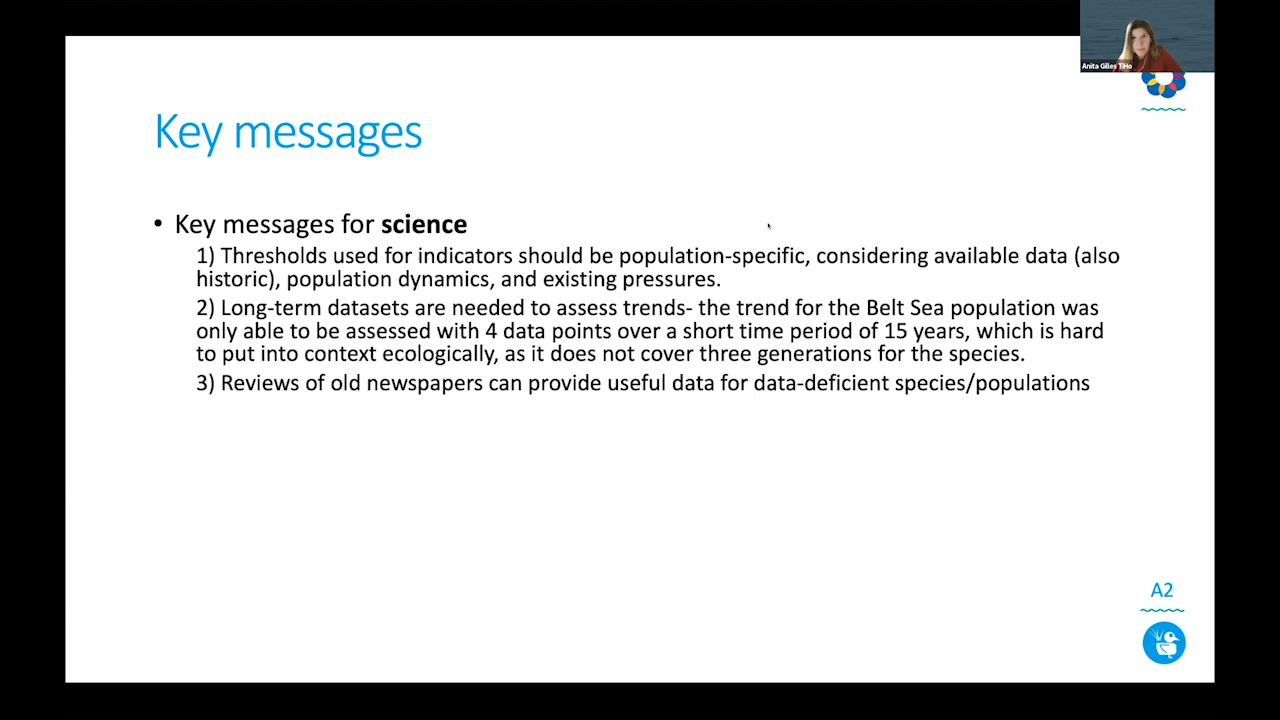 Anita Gilles TiHo
Key messages
• Key messages for science
1) Thresholds used for indicators should be population-specific, considering available data (also
historic), population dynamics, and existing pressures.
2) Long-term datasets are needed to assess trends- the trend for the Belt Sea population was
only able to be assessed with 4 data points over a short time period of 15 years, which is hard
to put into context ecologically, as it does not cover three generations for the species.
3) Reviews of old newspapers can provide useful data for data-deficient species/populations
A2